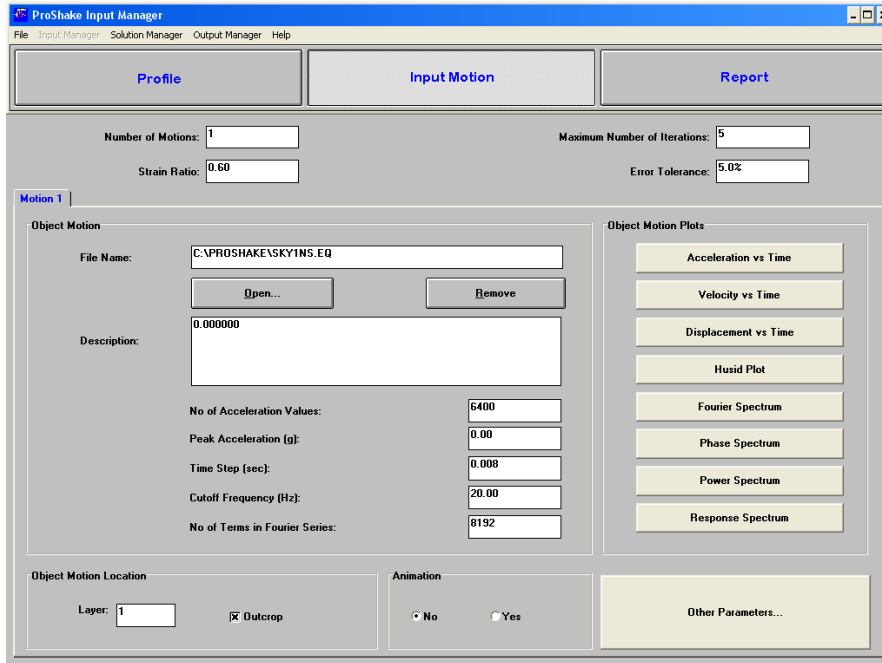 ProShake Input Manager
File Input Manager Solution Manager Output Manager Help
Profile Input Motion Report
Number of Motions: 1 Maximum Number of Iterations: 5
Strain Ratio: 0.60 Error Tolerance: 5.0%
Motion 1
Object Motion Object Motion Plots
File Name: C:\PROSHAKE\SKY1NS.EQ Acceleration vs Time
Open... Remove Velocity vs Time
Description: 0.000000 Displacement vs Time
Husid Plot
No of Acceleration Values: 6400 Fourier Spectrum
Peak Acceleration (g): 0.00 Phase Spectrum
Time Step (sec): 0.008 Power Spectrum
Cutoff Frequency (Hz): 20.00
No of Terms in Fourier Series: 8192 Response Spectrum
Object Motion Location Animation
Layer: 1 Outcrop No Yes Other Parameters...